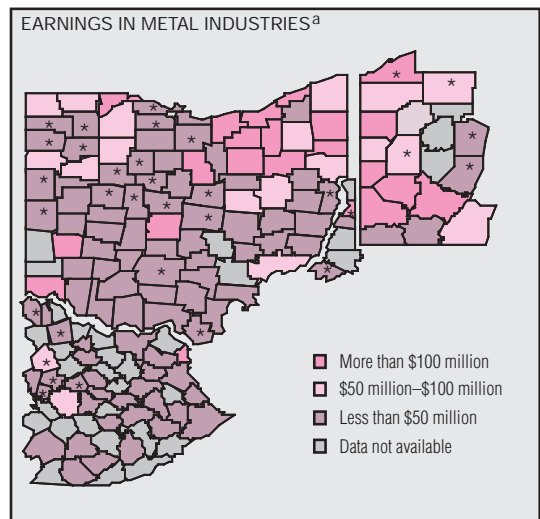 EARNINGS IN METAL INDUSTRIESa
More than $100 million
$50 million–$100 million
Less than $50 million
Data not available